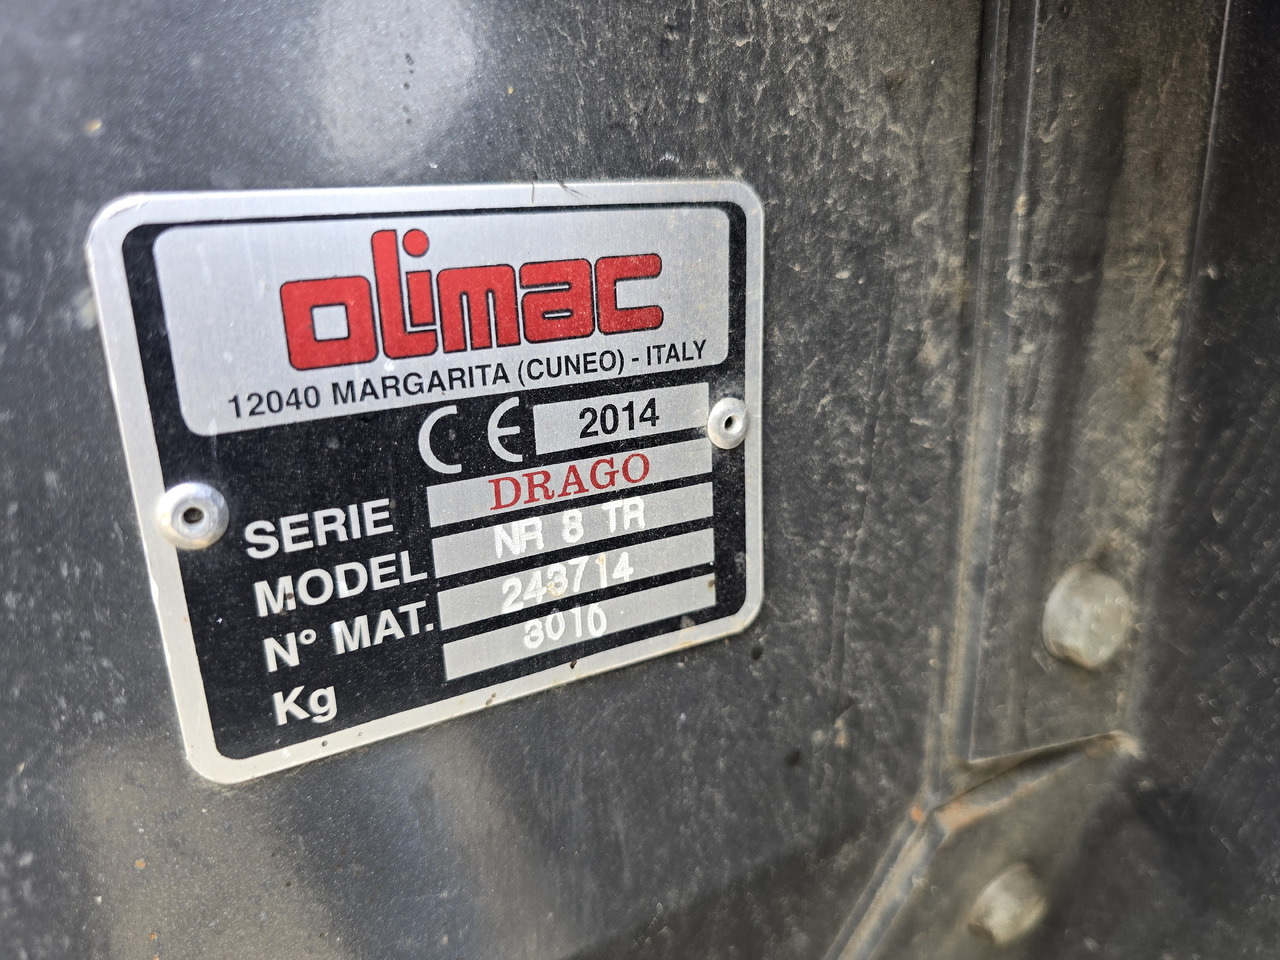 olimac
12040 MARGARITA (CUNEO) - ITALY
CE 2014
SERIE DRAGO
MODEL NR 8 TR
N° MAT. 243714
Kg 3010